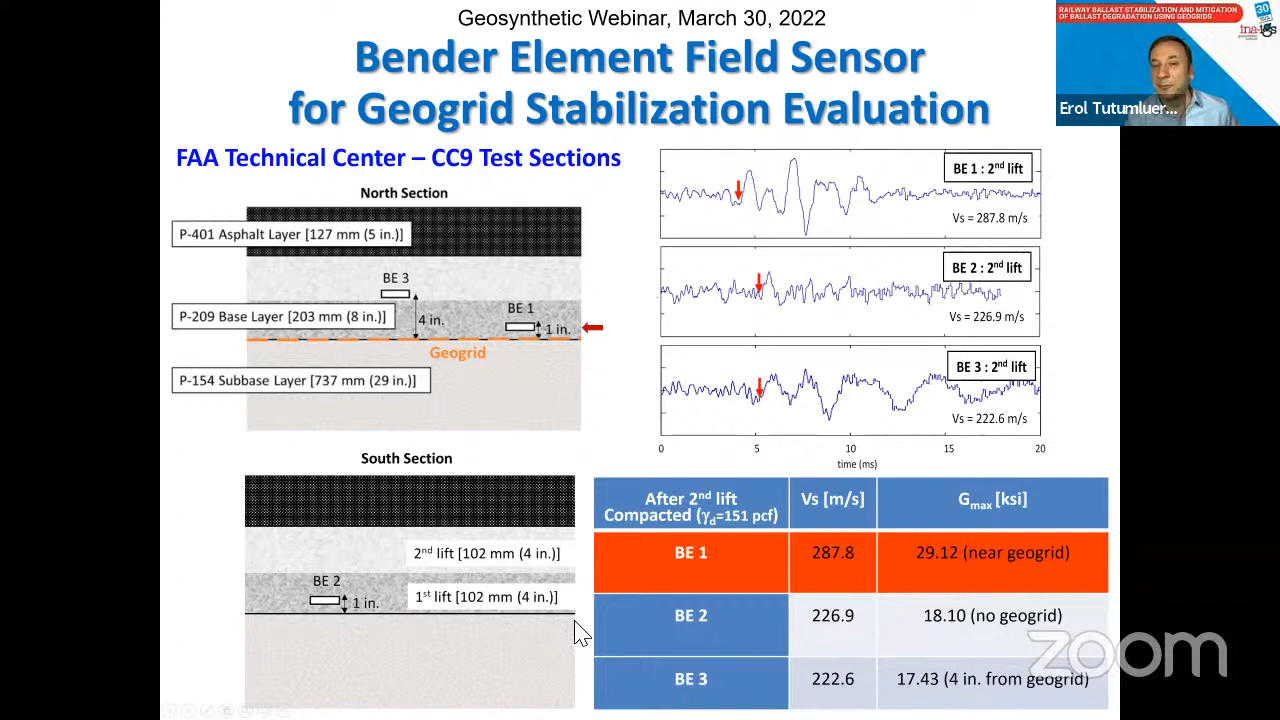 Geosynthetic Webinar, March 30, 2022
Bender Element Field Sensor
for Geogrid Stabilization Evaluation
RAILWAY BALLAST STABILIZATION AND MITIGATION
OF BALLAST DEGRADATION USING GEOGRIDS
30
Erol Tutumluer...
FAA Technical Center – CC9 Test Sections
North Section
P-401 Asphalt Layer [127 mm (5 in.)]
BE 3
P-209 Base Layer [203 mm (8 in.)]
4 in.
BE 1
1 in.
Geogrid
P-154 Subbase Layer [737 mm (29 in.)]
South Section
2nd lift [102 mm (4 in.)]
BE 2
1st lift [102 mm (4 in.)]
1 in.
BE 1 : 2nd lift
Vs = 287.8 m/s
BE 2 : 2nd lift
Vs = 226.9 m/s
BE 3 : 2nd lift
Vs = 222.6 m/s
0 5 10 15 20
time (ms)
After 2nd lift
Compacted (γd=151 pcf) Vs [m/s] Gmax [ksi]
BE 1 287.8 29.12 (near geogrid)
BE 2 226.9 18.10 (no geogrid)
BE 3 222.6 17.43 (4 in. from geogrid)
zoom